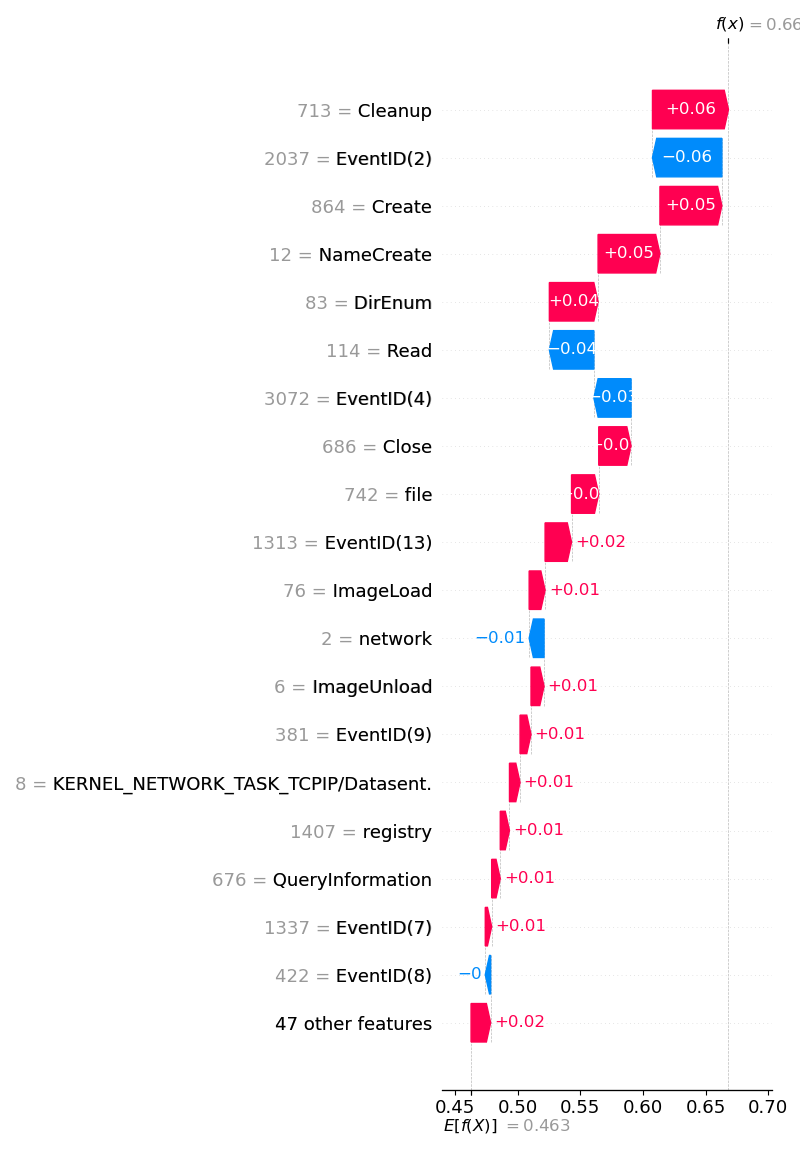 f(x) = 0.66
713 = Cleanup +0.06
2037 = EventID(2) −0.06
864 = Create +0.05
12 = NameCreate +0.05
83 = DirEnum +0.04
114 = Read −0.04
3072 = EventID(4) −0.03
686 = Close
742 = file
1313 = EventID(13) +0.02
76 = ImageLoad +0.01
2 = network −0.01
6 = ImageUnload +0.01
381 = EventID(9) +0.01
8 = KERNEL_NETWORK_TASK_TCPIP/Datasent. +0.01
1407 = registry +0.01
676 = QueryInformation +0.01
1337 = EventID(7) +0.01
422 = EventID(8) −0
47 other features +0.02
0.45 0.50 0.55 0.60 0.65 0.70
E[f(X)] = 0.463